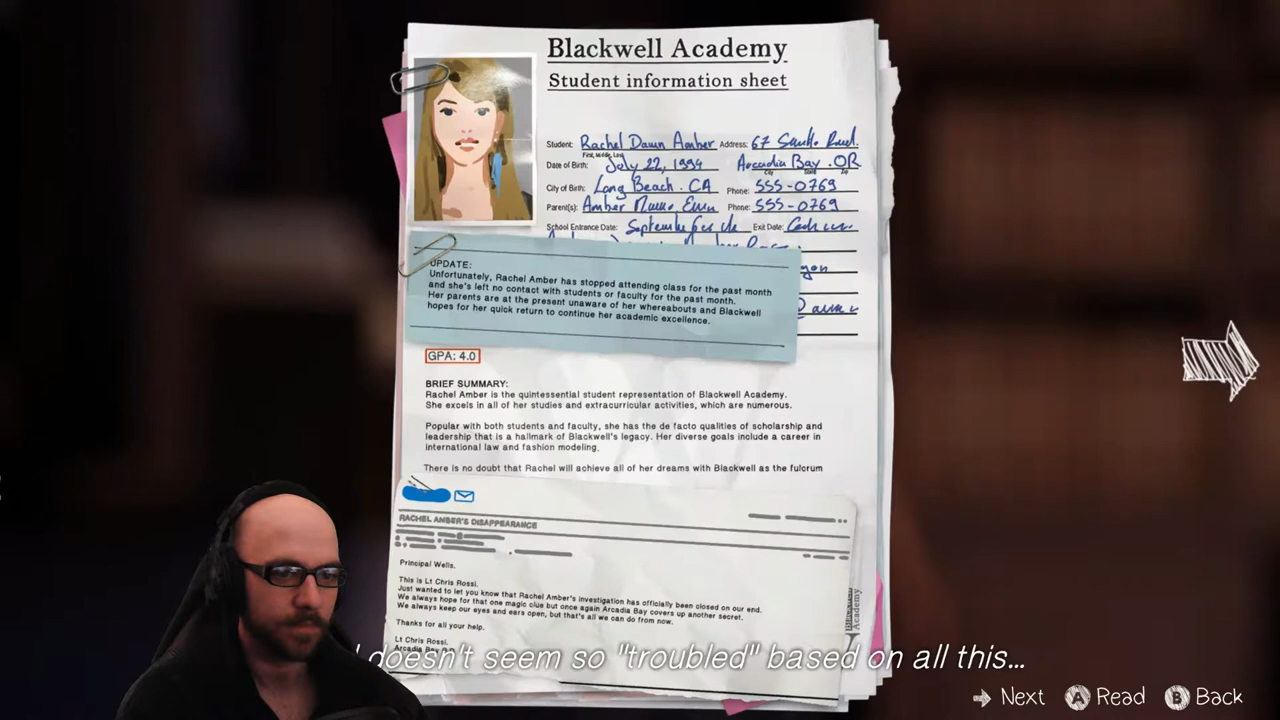 Blackwell Academy
Student information sheet
Student: Rachel Dawn Amber Address: 67
First, Middle, Last
Date of Birth: July 22, 1994 Arcadia Bay . OR
City State Zip
City of Birth: Long Beach . CA Phone: 555-0769
Parent(s): Amber Phone: 555-0769
School Entrance Date: Exit Date:
UPDATE:
Unfortunately, Rachel Amber has stopped attending class for the past month
and she's left no contact with students or faculty for the past month.
Her parents are at the present unaware of her whereabouts and Blackwell
hopes for her quick return to continue her academic excellence.
GPA: 4.0
BRIEF SUMMARY:
Rachel Amber is the quintessential student representation of Blackwell Academy.
She excels in all of her studies and extracurricular activities, which are numerous.
Popular with both students and faculty, she has the de facto qualities of scholarship and
leadership that is a hallmark of Blackwell's legacy. Her diverse goals include a career in
international law and fashion modeling.
There is no doubt that Rachel will achieve all of her dreams with Blackwell as the fulcrum
RACHEL AMBER'S DISAPPEARANCE
Principal Wells.
This is Lt Chris Rossi.
Just wanted to let you know that Rachel Amber's investigation has officially been closed on our end.
We always hope for that one magic clue but once again Arcadia Bay covers up another secret.
We always keep our eyes and ears open, but that's all we can do from now.
Thanks for all your help.
Lt Chris Rossi.
Arcadia Bay
Academy
doesn't seem so "troubled" based on all this...
Next A Read B Back